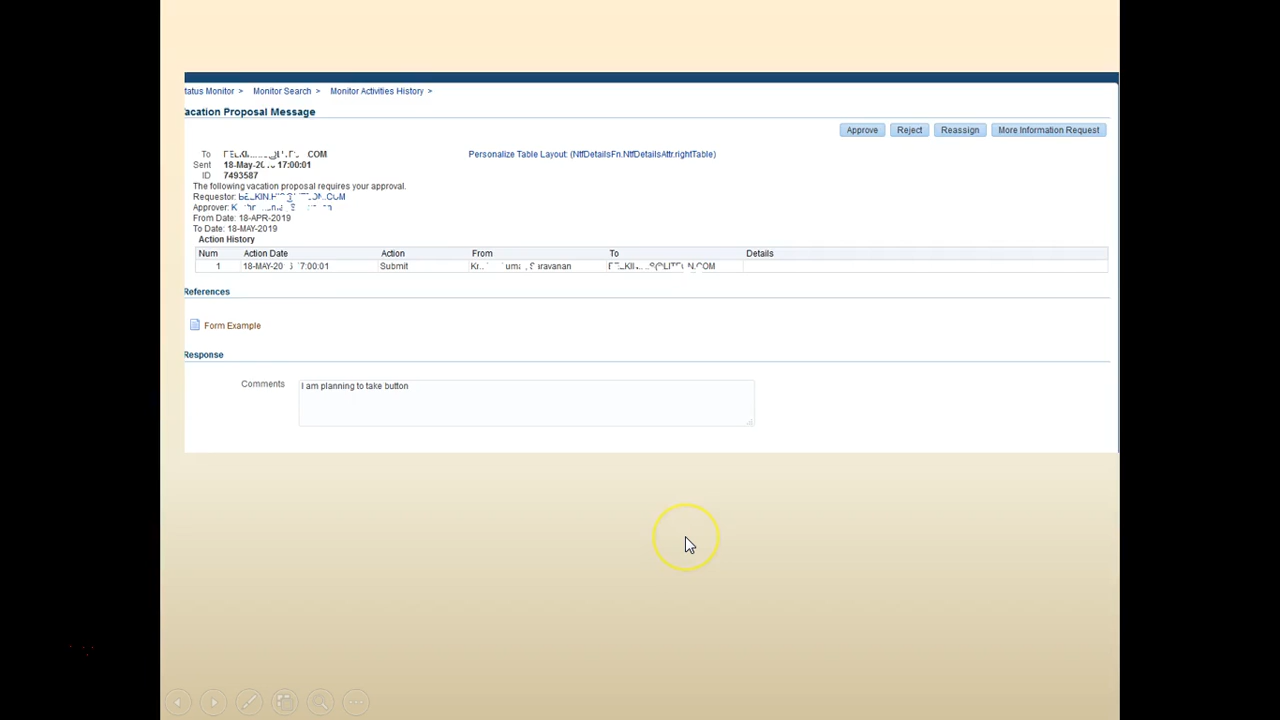 tatus Monitor > Monitor Search > Monitor Activities History >
acation Proposal Message
Approve Reject Reassign More Information Request
To
Personalize Table Layout: (NtfDetailsFn.NtfDetailsAttr.rightTable)
Sent 17:00:01
ID 7493587
The following vacation proposal requires your approval.
Requestor:
Approver:
From Date: 18-APR-2019
To Date: 18-MAY-2019
Action History
Num Action Date Action From To Details
1 Submit
References
Form Example
Response
Comments I am planning to take button